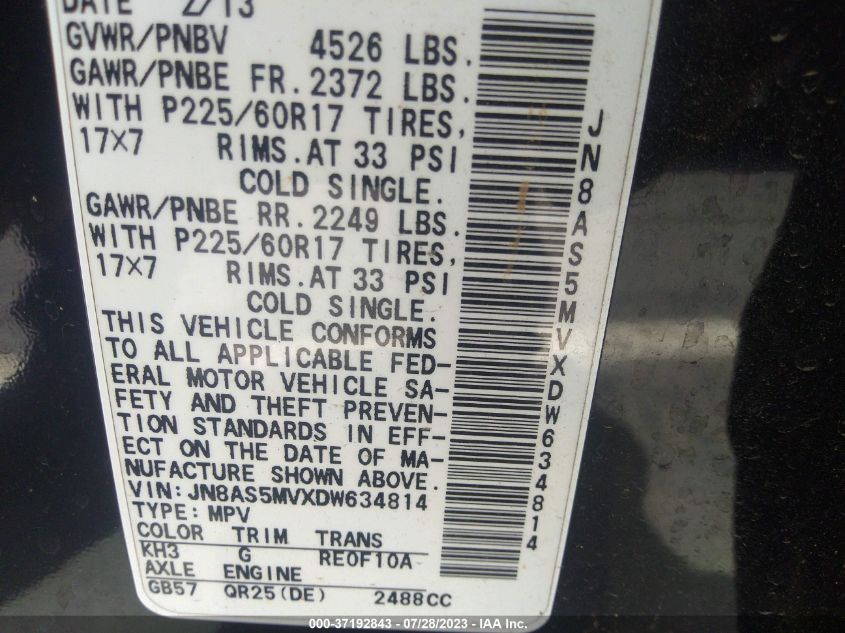 DATE 2/13
GVWR/PNBV 4526 LBS.
GAWR/PNBE FR. 2372 LBS.
WITH P225/60R17 TIRES,
17X7 RIMS. AT 33 PSI
COLD SINGLE.
GAWR/PNBE RR. 2249 LBS.
WITH P225/60R17 TIRES,
17X7 RIMS. AT 33 PSI
COLD SINGLE.
THIS VEHICLE CONFORMS
TO ALL APPLICABLE FED-
ERAL MOTOR VEHICLE SA-
FETY AND THEFT PREVEN-
TION STANDARDS IN EFF-
ECT ON THE DATE OF MA-
NUFACTURE SHOWN ABOVE.
VIN: JN8AS5MVXDW634814
TYPE: MPV
COLOR TRIM TRANS
KH3 G RE0F10A
AXLE ENGINE
GB57 QR25(DE) 2488CC
JN8AS5MVXDW634814
000-37192843 / 07/28/2023 - © IAA Inc.